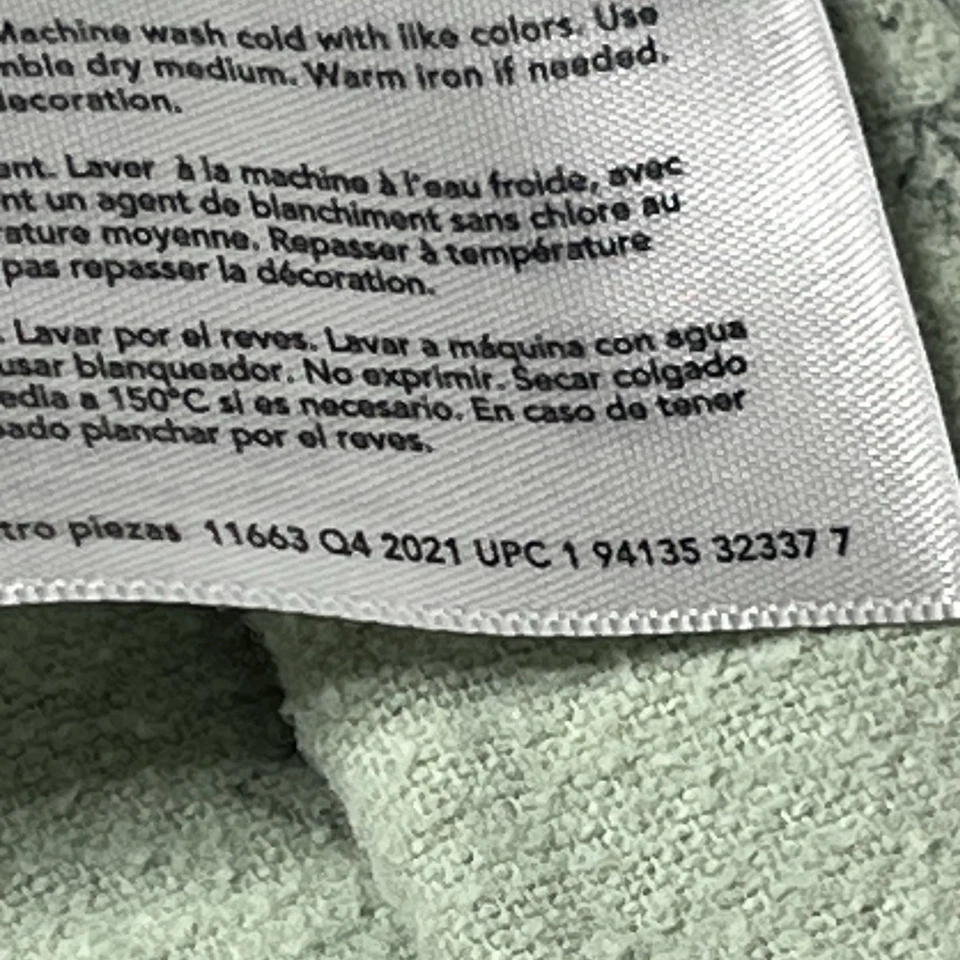 Machine wash cold with like colors. Use
mble dry medium. Warm iron if needed.
decoration.
ant. Laver à la machine à l'eau froide, avec
nt un agent de blanchiment sans chlore au
rature moyenne. Repasser à température
pas repasser la décoration.
. Lavar por el reves. Lavar a máquina con agua
usar blanqueador. No exprimir. Secar colgado
edia a 150°C si es necesario. En caso de tener
pado planchar por el reves.
tro piezas 11663 Q4 2021 UPC 1 94135 32337 7